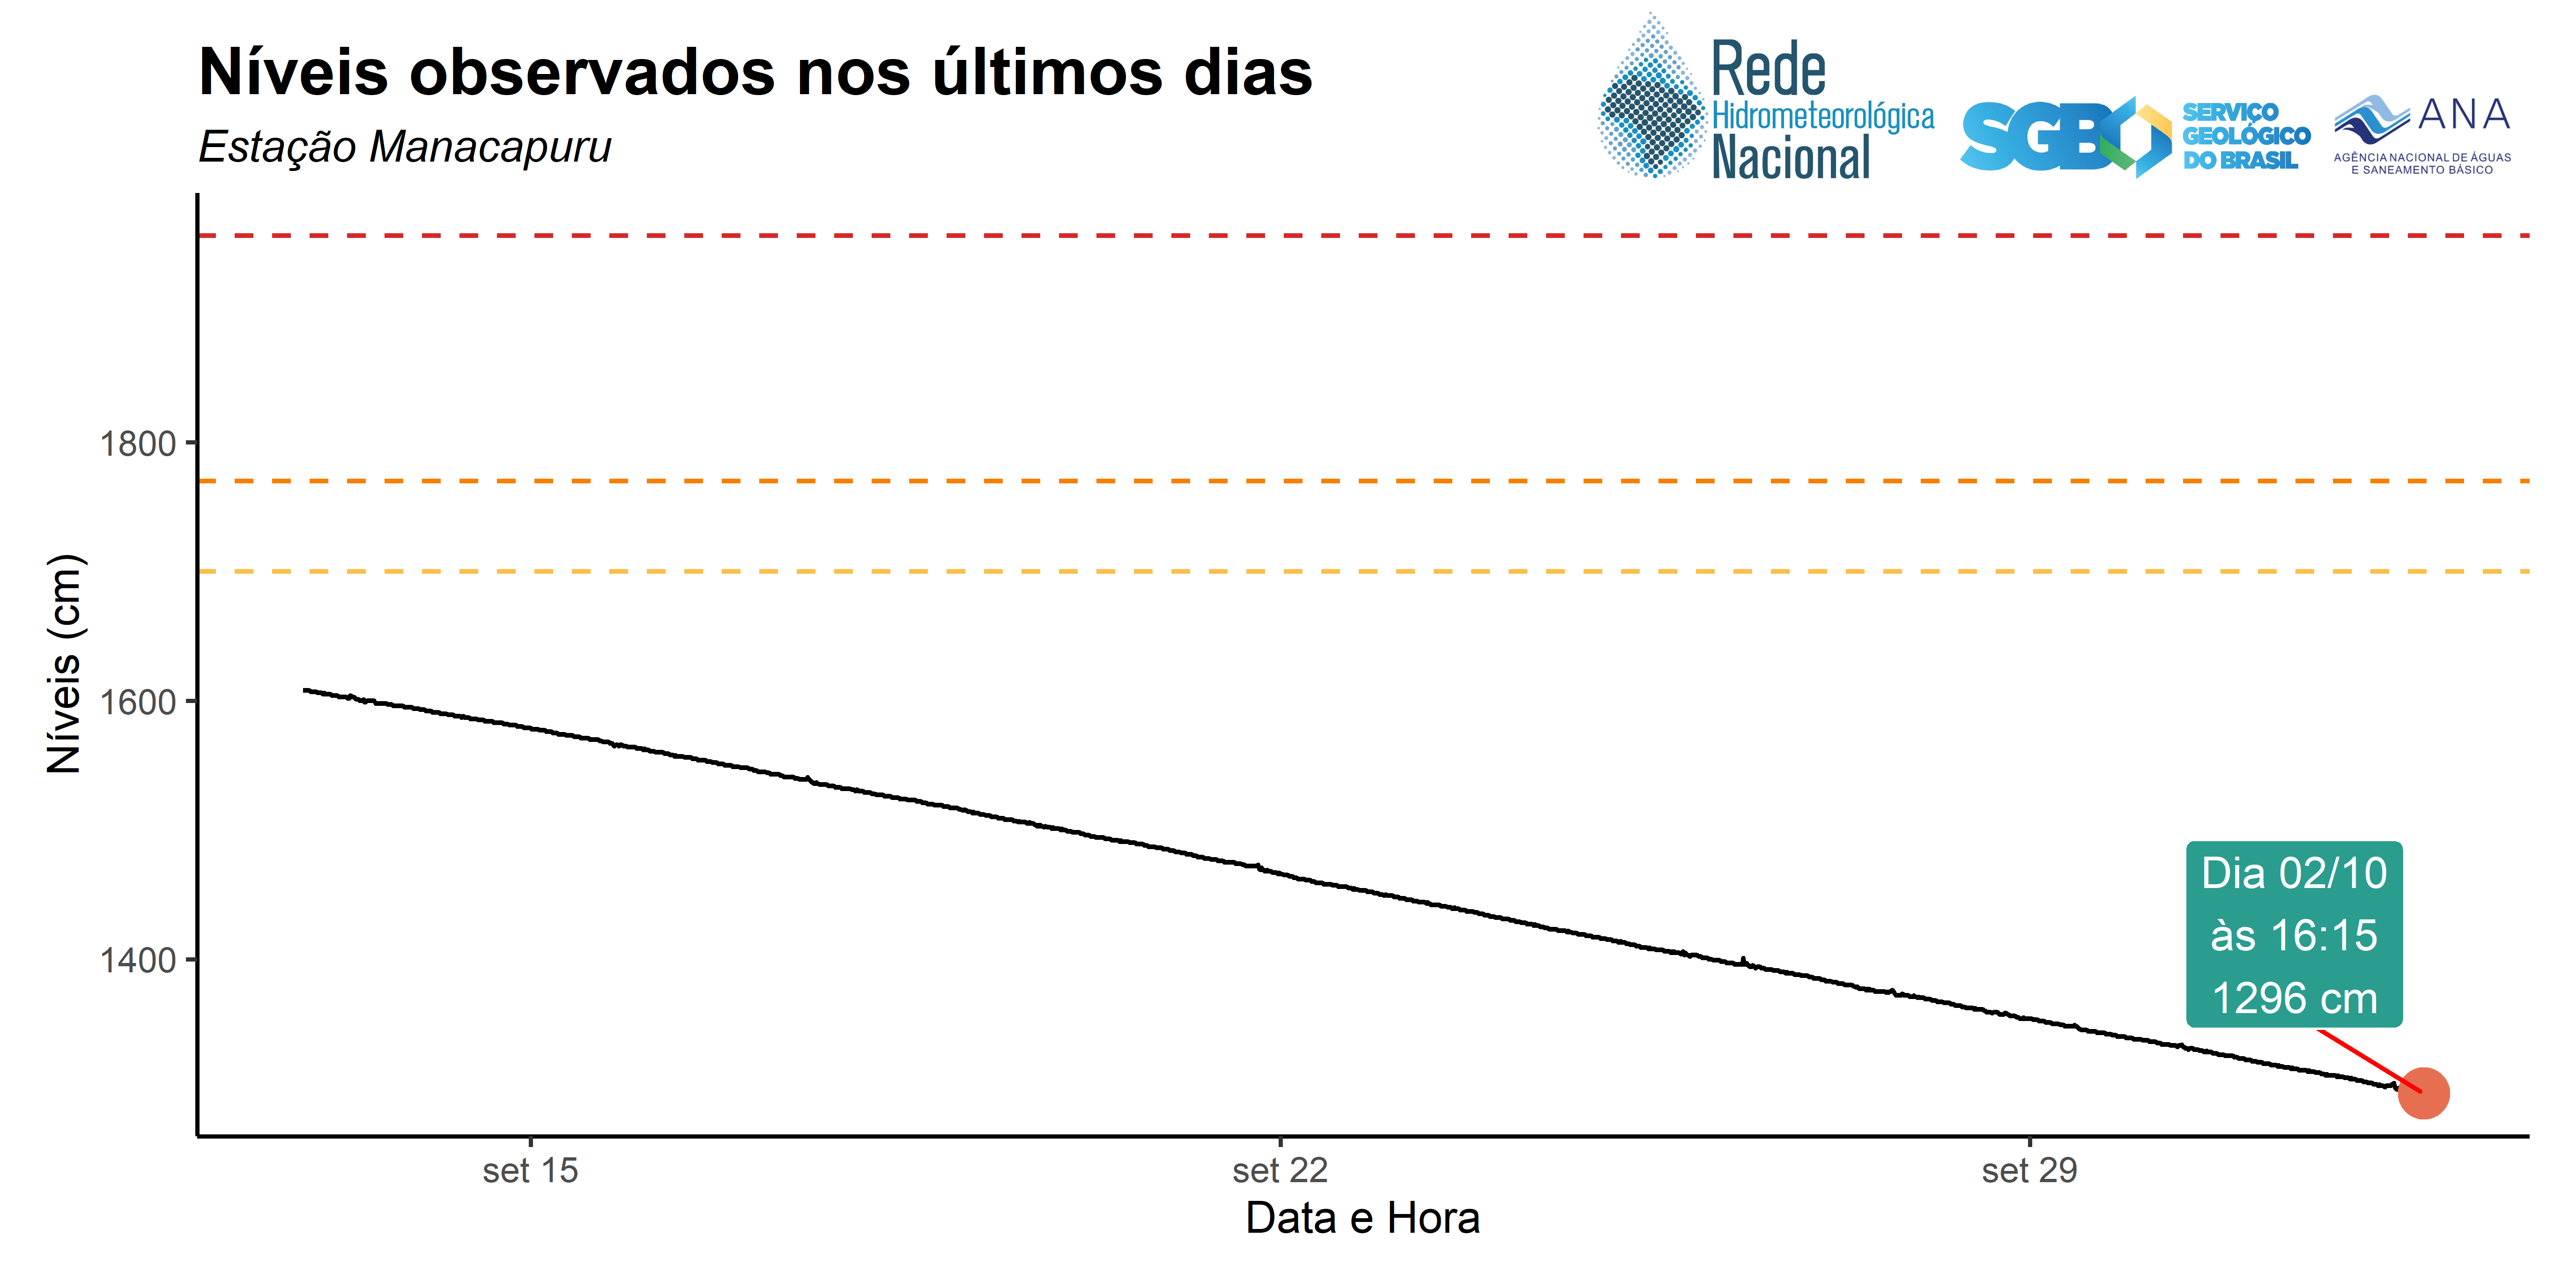 Níveis observados nos últimos dias
Estação Manacapuru
Rede
Hidrometeorológica
Nacional
SGB
SERVIÇO
GEOLÓGICO
DO BRASIL
ANA
AGÊNCIA NACIONAL DE ÁGUAS
E SANEAMENTO BÁSICO
Níveis (cm)
1800
1600
1400
Dia 02/10
às 16:15
1296 cm
set 15
set 22
set 29
Data e Hora